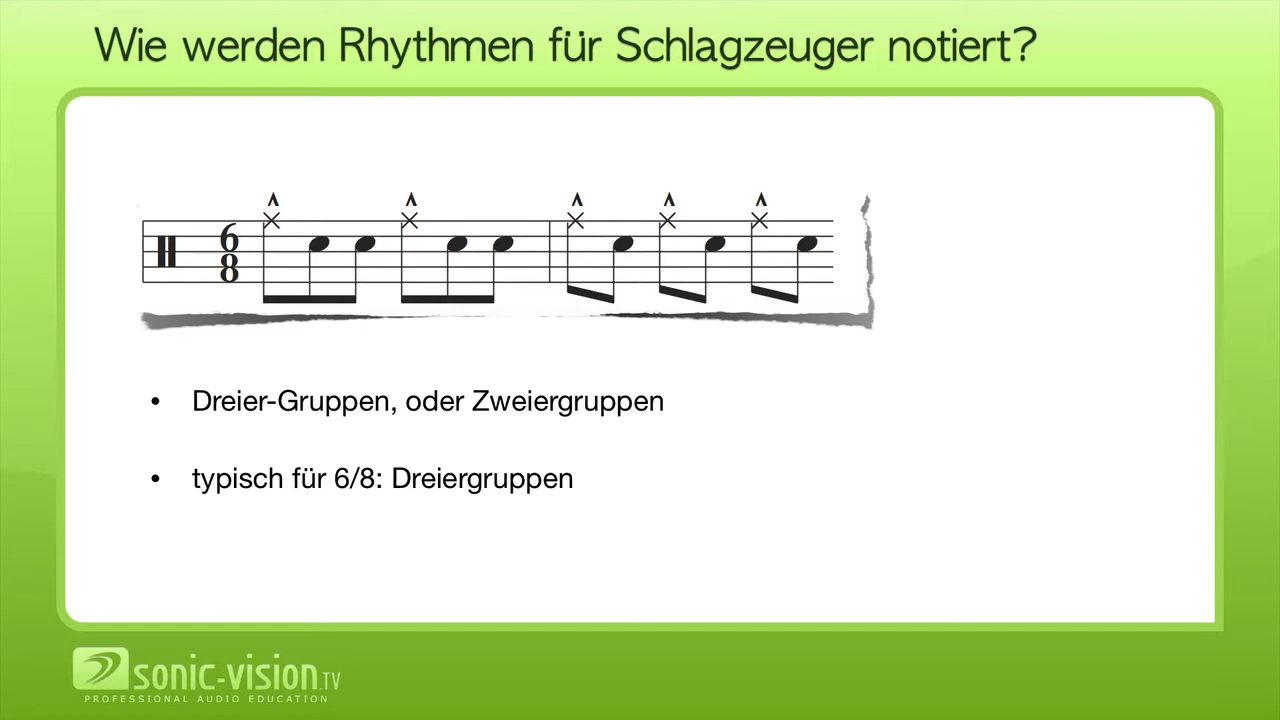 Wie werden Rhythmen für Schlagzeuger notiert?
6
8
• Dreier-Gruppen, oder Zweiergruppen
• typisch für 6/8: Dreiergruppen
sonic-vision.TV
PROFESSIONAL AUDIO EDUCATION